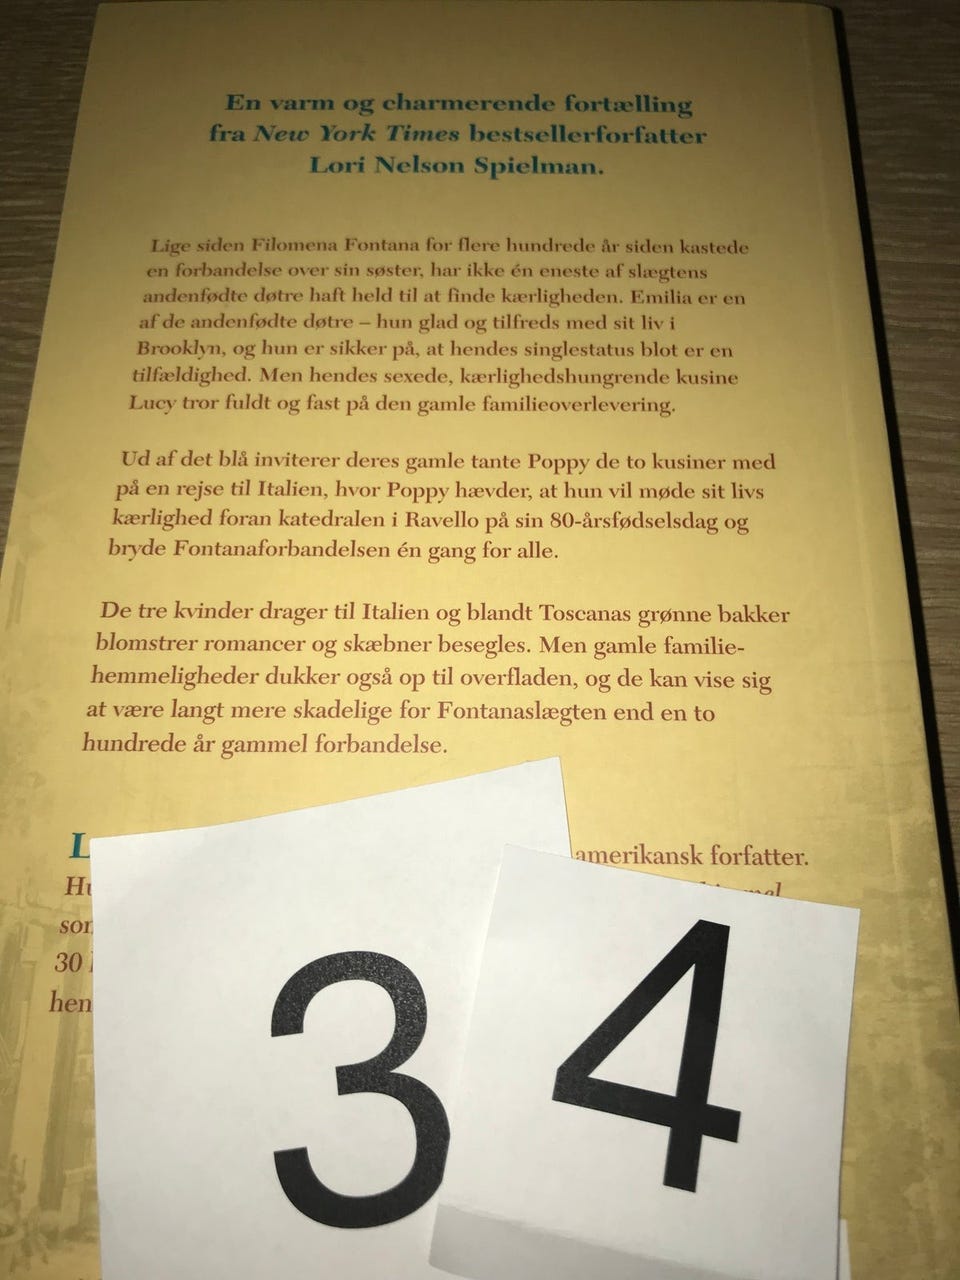 En varm og charmerende fortælling
fra New York Times bestsellerforfatter
Lori Nelson Spielman.
Lige siden Filomena Fontana for flere hundrede år siden kastede
en forbandelse over sin søster, har ikke én eneste af slægtens
andenfødte døtre haft held til at finde kærligheden. Emilia er en
af de andenfødte døtre – hun glad og tilfreds med sit liv i
Brooklyn, og hun er sikker på, at hendes singlestatus blot er en
tilfældighed. Men hendes sexede, kærlighedshungrende kusine
Lucy tror fuldt og fast på den gamle familieoverlevering.
Ud af det blå inviterer deres gamle tante Poppy de to kusiner med
på en rejse til Italien, hvor Poppy hævder, at hun vil møde sit livs
kærlighed foran katedralen i Ravello på sin 80-årsfødselsdag og
bryde Fontanaforbandelsen én gang for alle.
De tre kvinder drager til Italien og blandt Toscanas grønne bakker
blomstrer romancer og skæbner besegles. Men gamle familie-
hemmeligheder dukker også op til overfladen, og de kan vise sig
at være langt mere skadelige for Fontanaslægten end en to
hundrede år gammel forbandelse.
L amerikansk forfatter.
Hu
som
30
hen
3 4